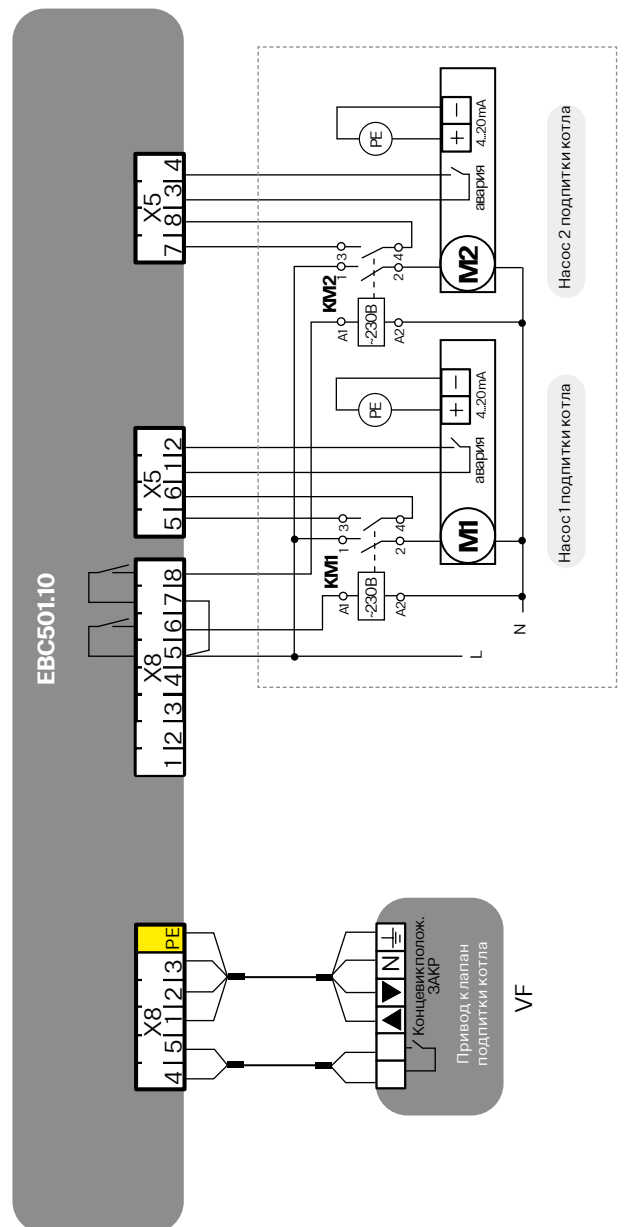 EBC501.10
X8
4 5 1 2 3 PE
X8
1 2 3 4 5 6 7 8
X5
5 6 1 2
X5
7 8 3 4
N
Концевик полож.
ЗАКР
Привод клапан
подпитки котла
VF
L
N
KM1
A1
~230В
A2
1 3
2 4
M1
авария
PE
+ −
4...20mA
Насос 1 подпитки котла
KM2
A1
~230В
A2
1 3
2 4
M2
авария
PE
+ −
4...20mA
Насос 2 подпитки котла